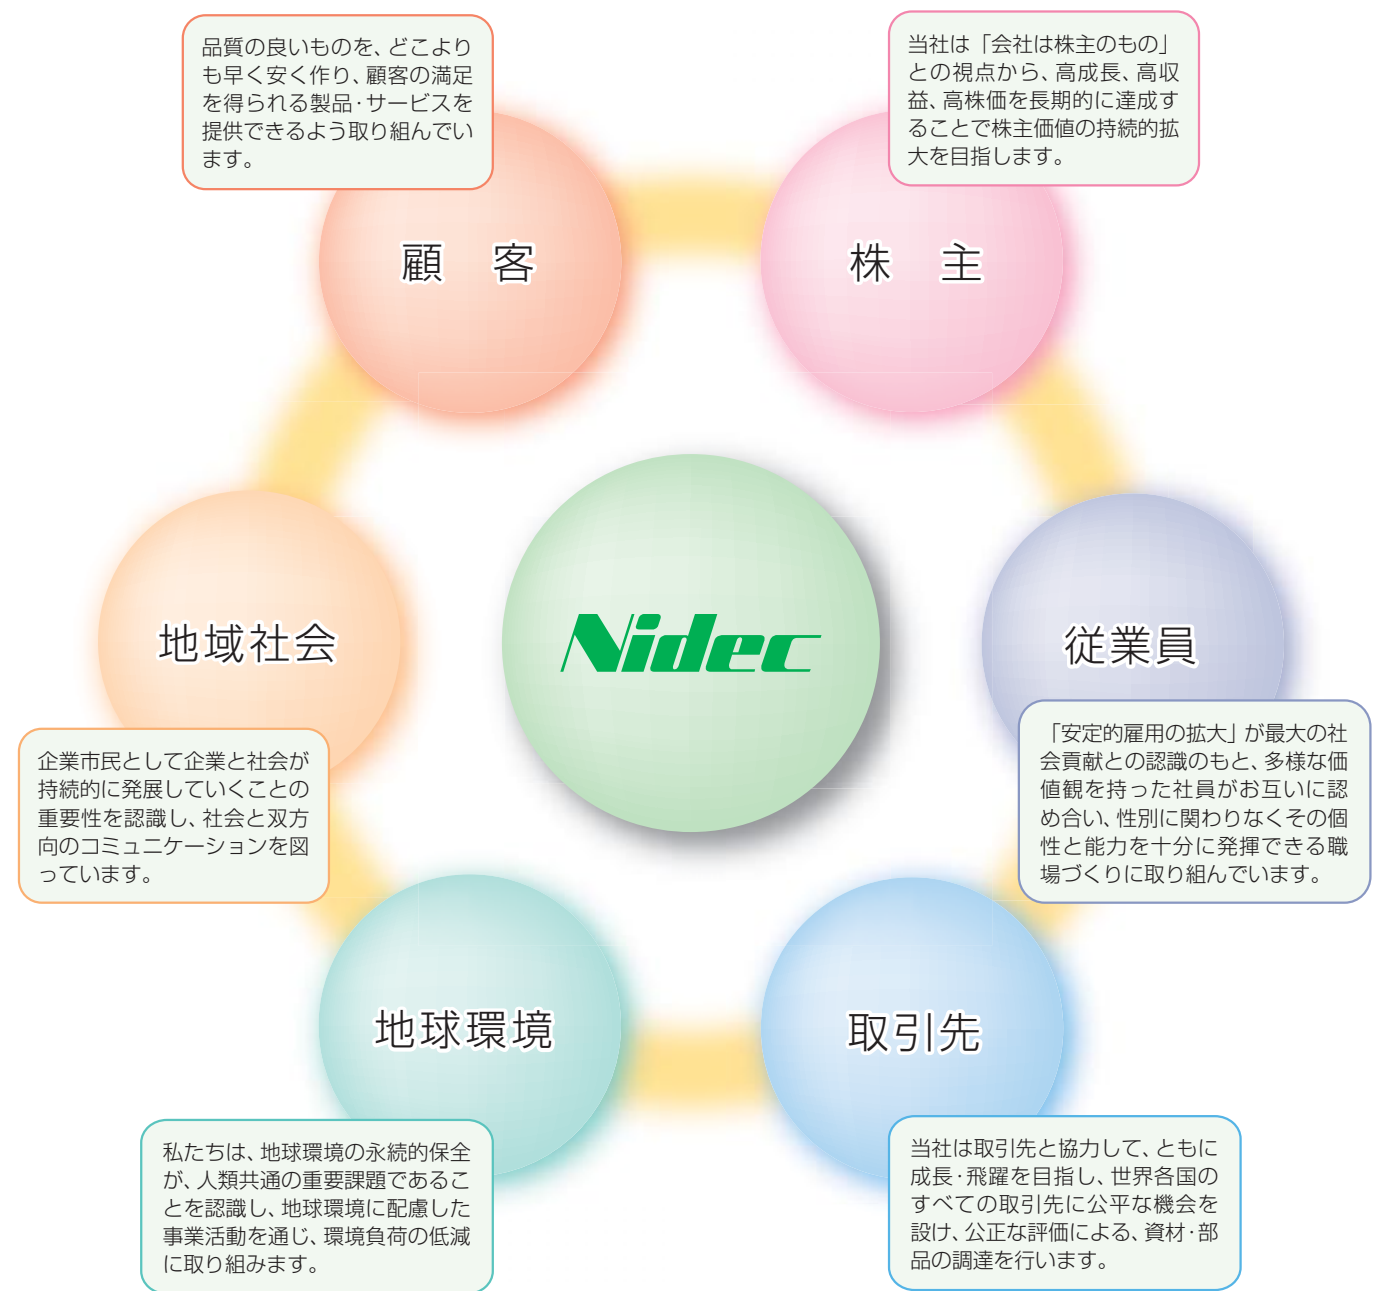 品質の良いものを、どこより
も早く安く作り、顧客の満足
を得られる製品・サービスを
提供できるよう取り組んでい
ます。
当社は「会社は株主のもの」
との視点から、高成長、高収
益、高株価を長期的に達成す
ることで株主価値の持続的拡
大を目指します。
顧　客
株　主
Nidec
地域社会
従業員
企業市民として企業と社会が
持続的に発展していくことの
重要性を認識し、社会と双方
向のコミュニケーションを図
っています。
「安定的雇用の拡大」が最大の社
会貢献との認識のもと、多様な価
値観を持った社員がお互いに認
め合い、性別に関わりなくその個
性と能力を十分に発揮できる職
場づくりに取り組んでいます。
地球環境
取引先
私たちは、地球環境の永続的保全
が、人類共通の重要課題であるこ
とを認識し、地球環境に配慮した
事業活動を通じ、環境負荷の低減
に取り組みます。
当社は取引先と協力して、ともに
成長・飛躍を目指し、世界各国の
すべての取引先に公平な機会を
設け、公正な評価による、資材・部
品の調達を行います。